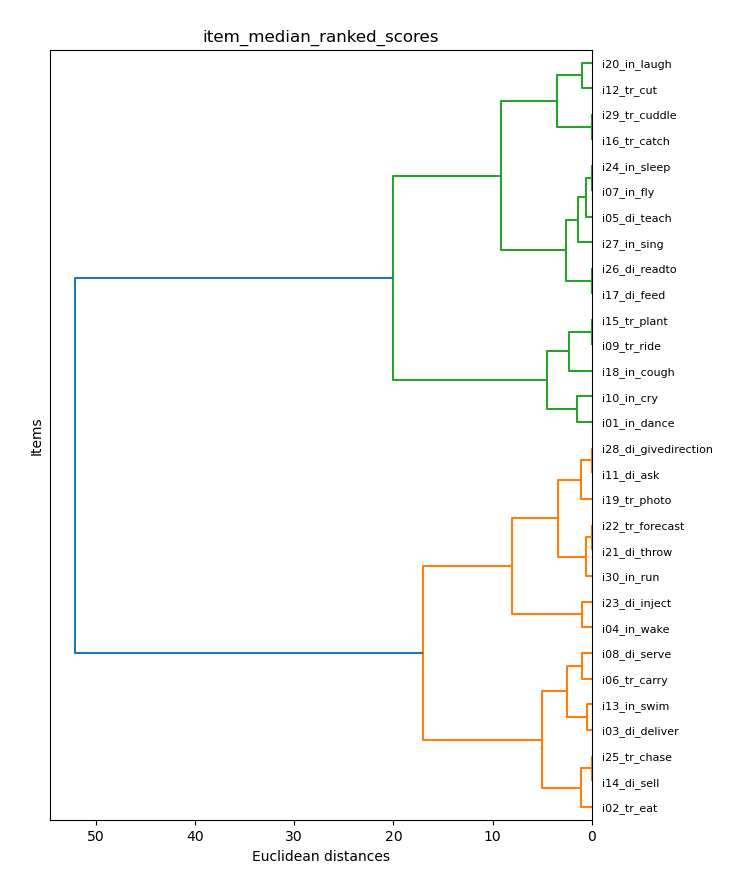 item_median_ranked_scores
i20_in_laugh
i12_tr_cut
i29_tr_cuddle
i16_tr_catch
i24_in_sleep
i07_in_fly
i05_di_teach
i27_in_sing
i26_di_readto
i17_di_feed
i15_tr_plant
i09_tr_ride
i18_in_cough
i10_in_cry
i01_in_dance
i28_di_givedirection
i11_di_ask
i19_tr_photo
i22_tr_forecast
i21_di_throw
i30_in_run
i23_di_inject
i04_in_wake
i08_di_serve
i06_tr_carry
i13_in_swim
i03_di_deliver
i25_tr_chase
i14_di_sell
i02_tr_eat
Items
50 40 30 20 10 0
Euclidean distances